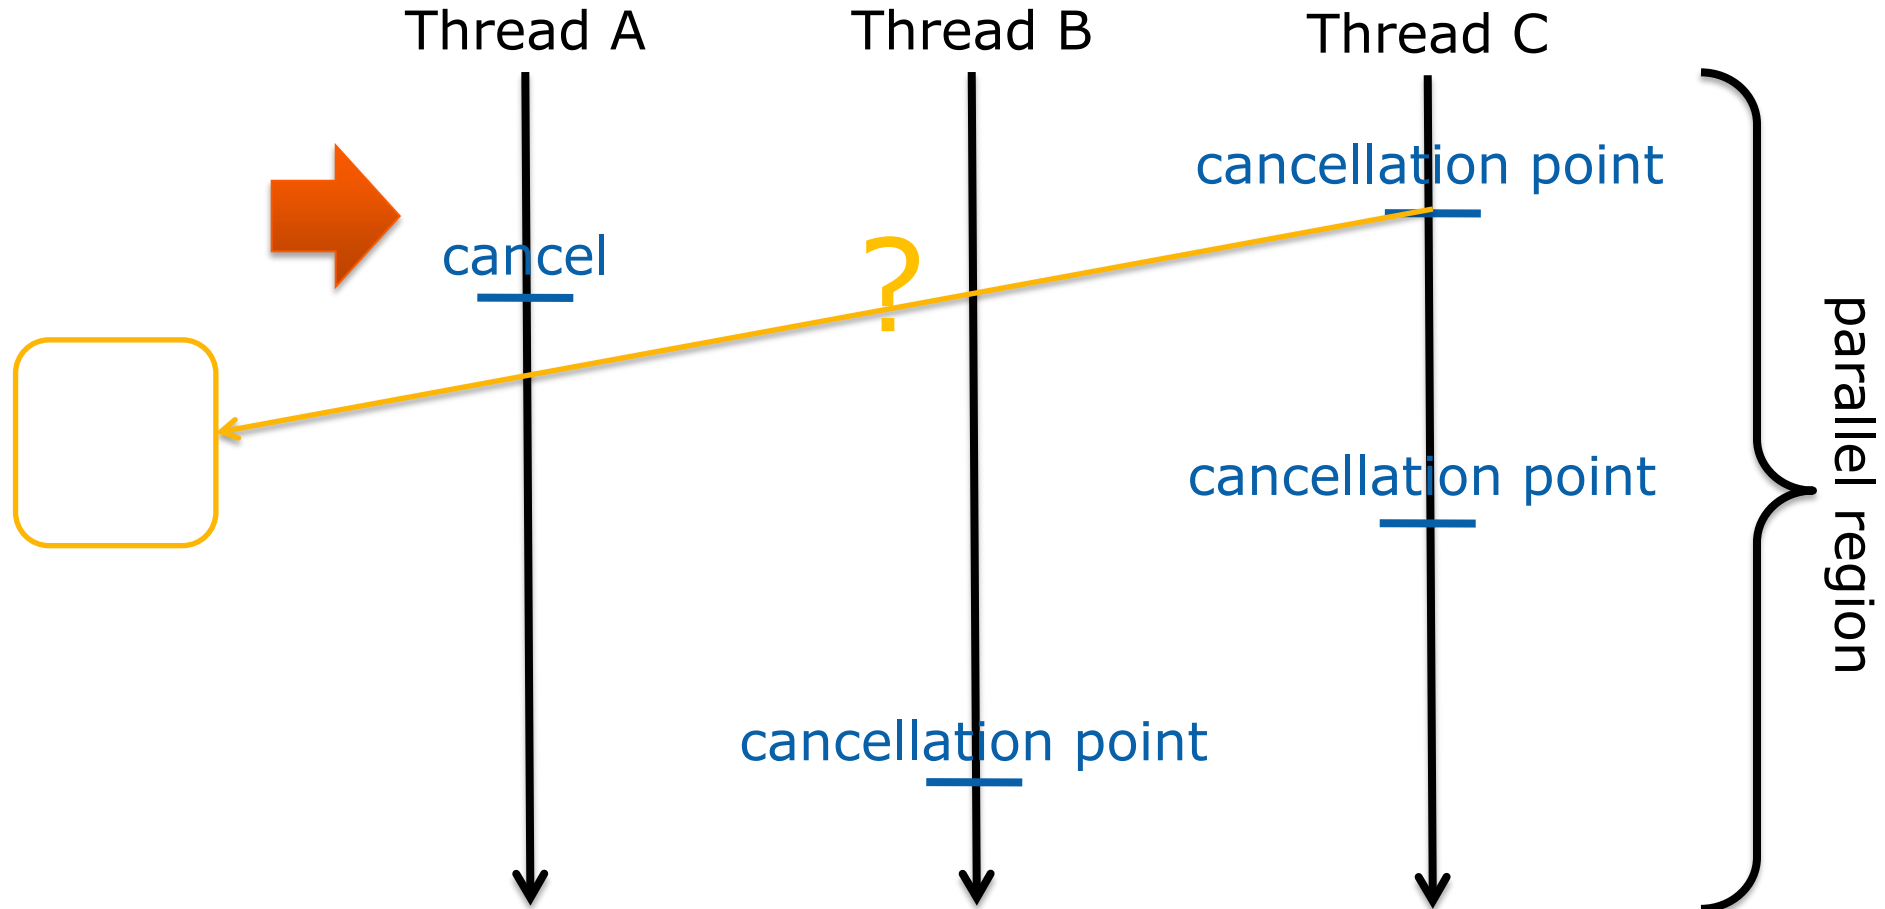 Thread A
Thread B
Thread C
cancellation point
cancel
?
cancellation point
parallel region
cancellation point